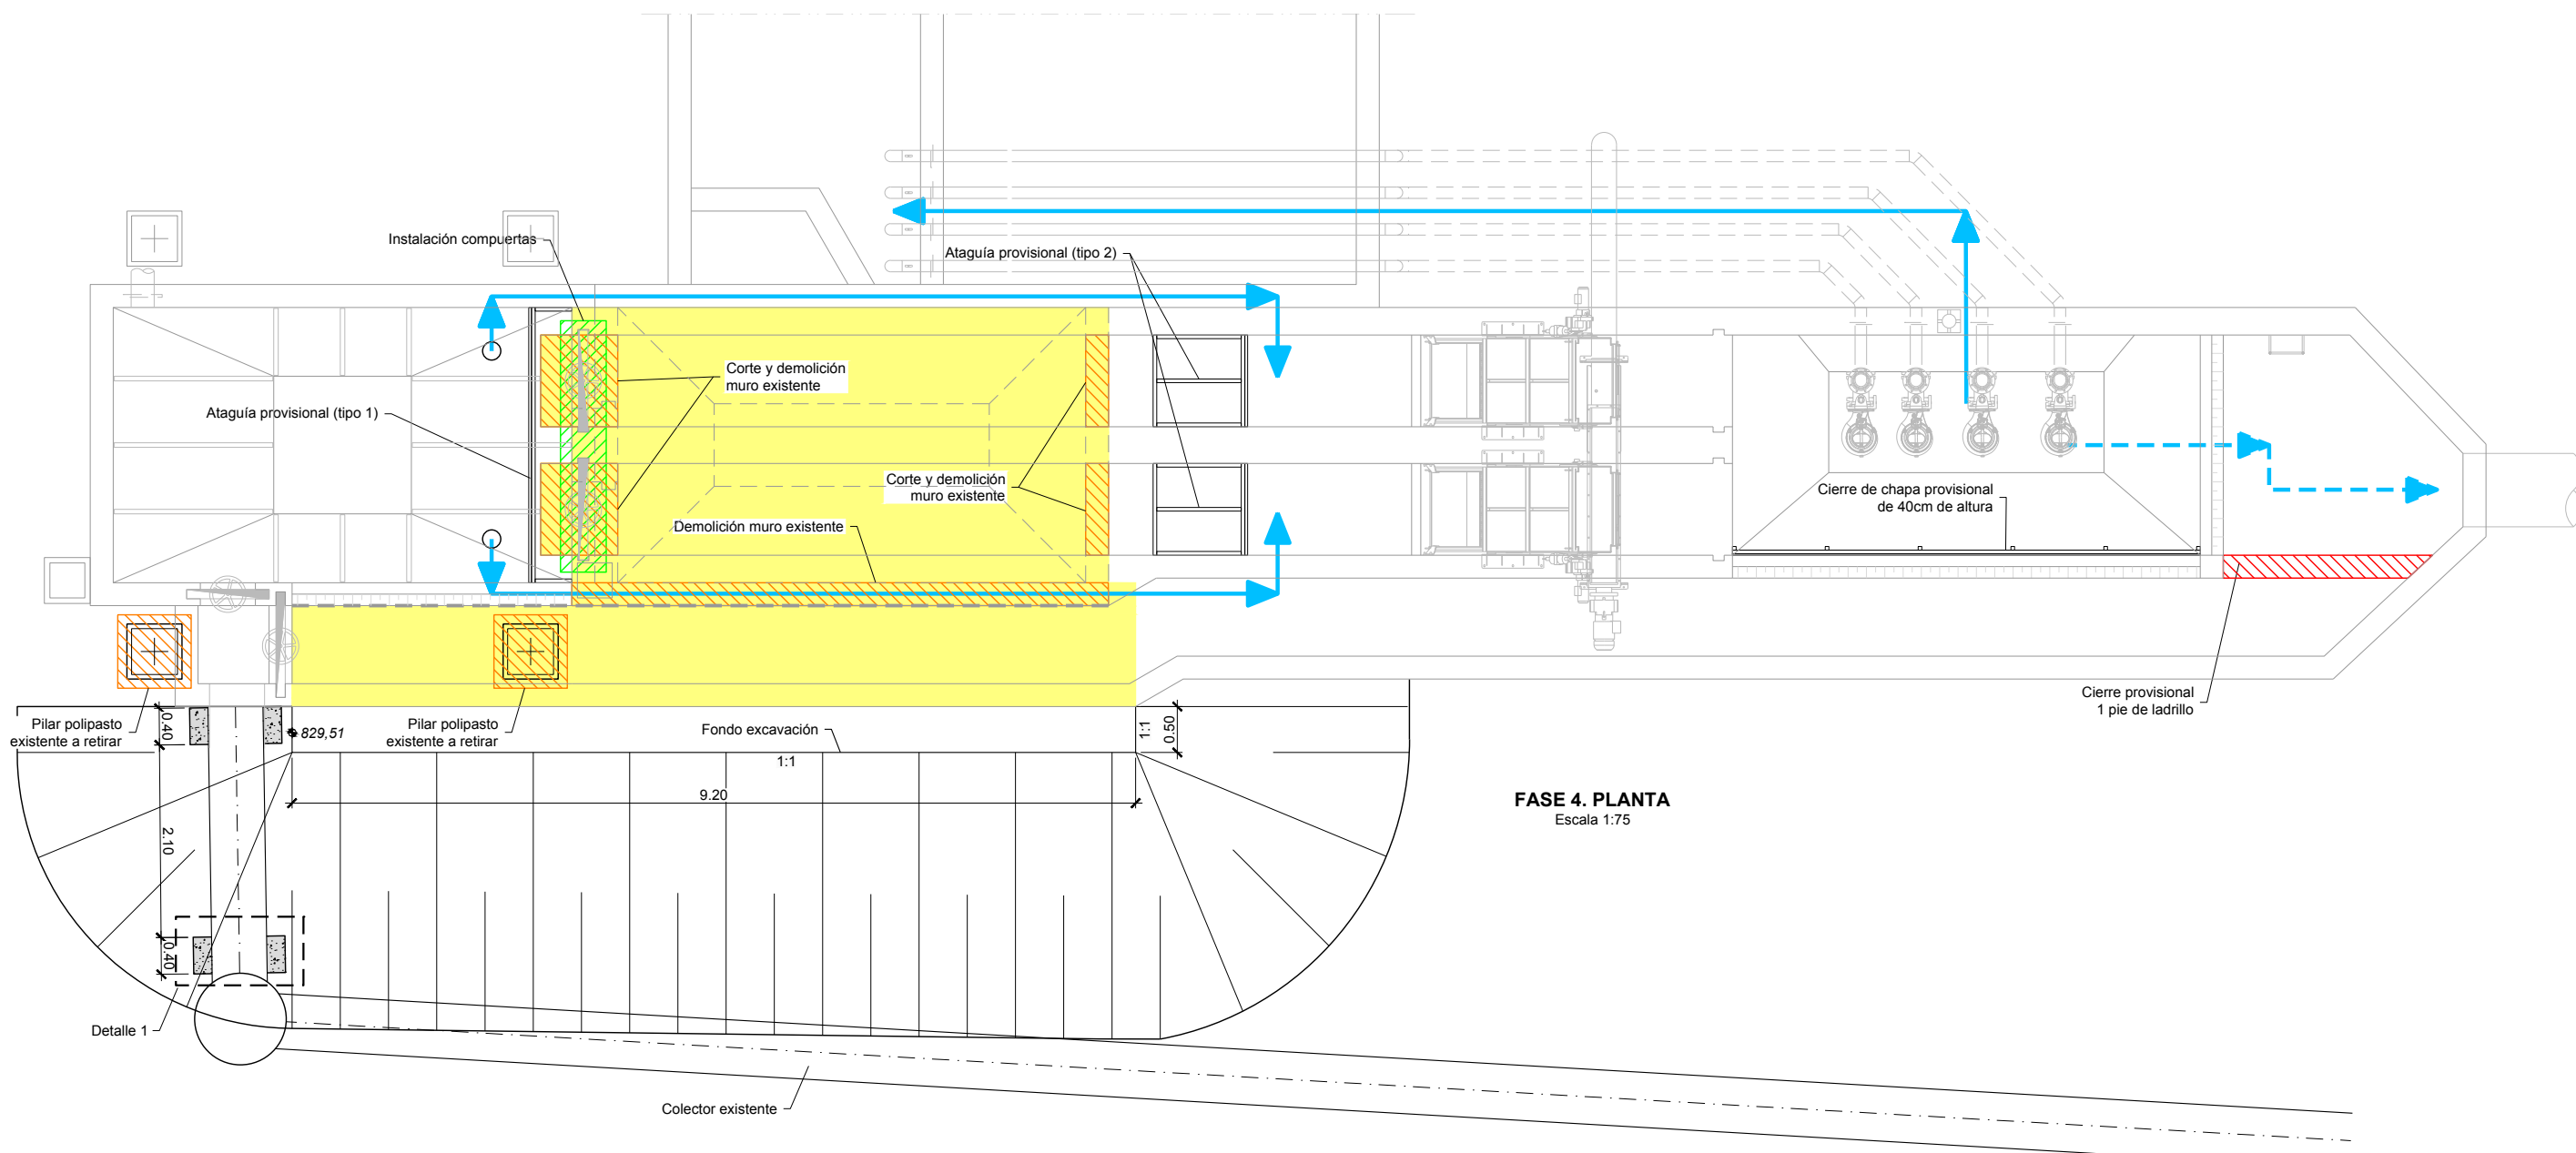 Instalación compuertas
Ataguía provisional (tipo 2)
Corte y demolición
muro existente
Ataguía provisional (tipo 1)
Corte y demolición
muro existente
Cierre de chapa provisional
de 40cm de altura
Demolición muro existente
Cierre provisional
1 pie de ladrillo
Pilar polipasto
existente a retirar
0.40
829,51
Pilar polipasto
existente a retirar
Fondo excavación
1:1
1:1
0.50
9.20
FASE 4. PLANTA
Escala 1:75
2.10
0.40
Detalle 1
Colector existente